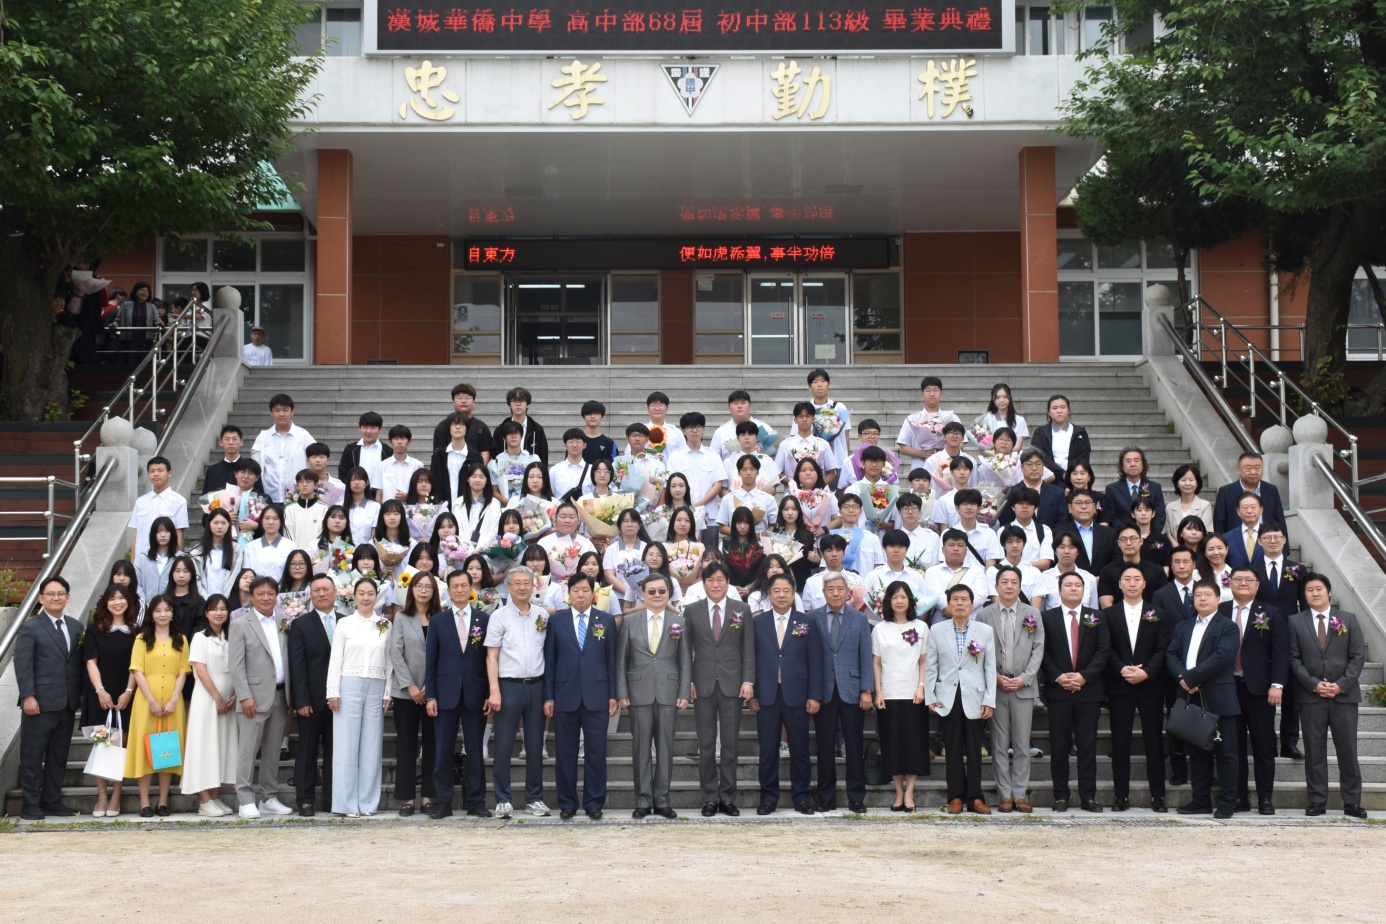 漢城華僑中學 高中部68屆 初中部113級 畢業典禮
忠 孝 勤 樸
目東方 便如虎添翼,事半功倍